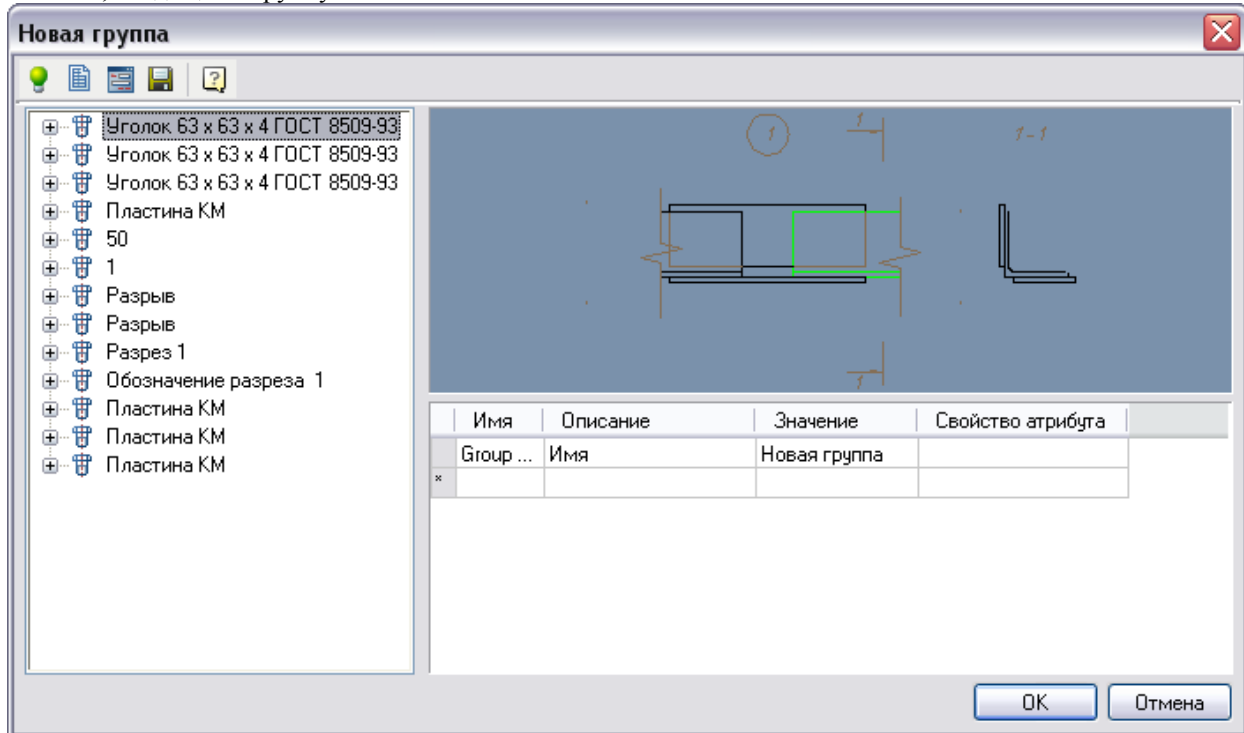 Новая группа
Уголок 63 x 63 x 4 ГОСТ 8509-93
Уголок 63 x 63 x 4 ГОСТ 8509-93
Уголок 63 x 63 x 4 ГОСТ 8509-93
Пластина КМ
50
1
Разрыв
Разрыв
Разрез 1
Обозначение разреза 1
Пластина КМ
Пластина КМ
Пластина КМ
1
1
1-1
1
Имя Описание Значение Свойство атрибута
Group ... Имя Новая группа
*
OK Отмена